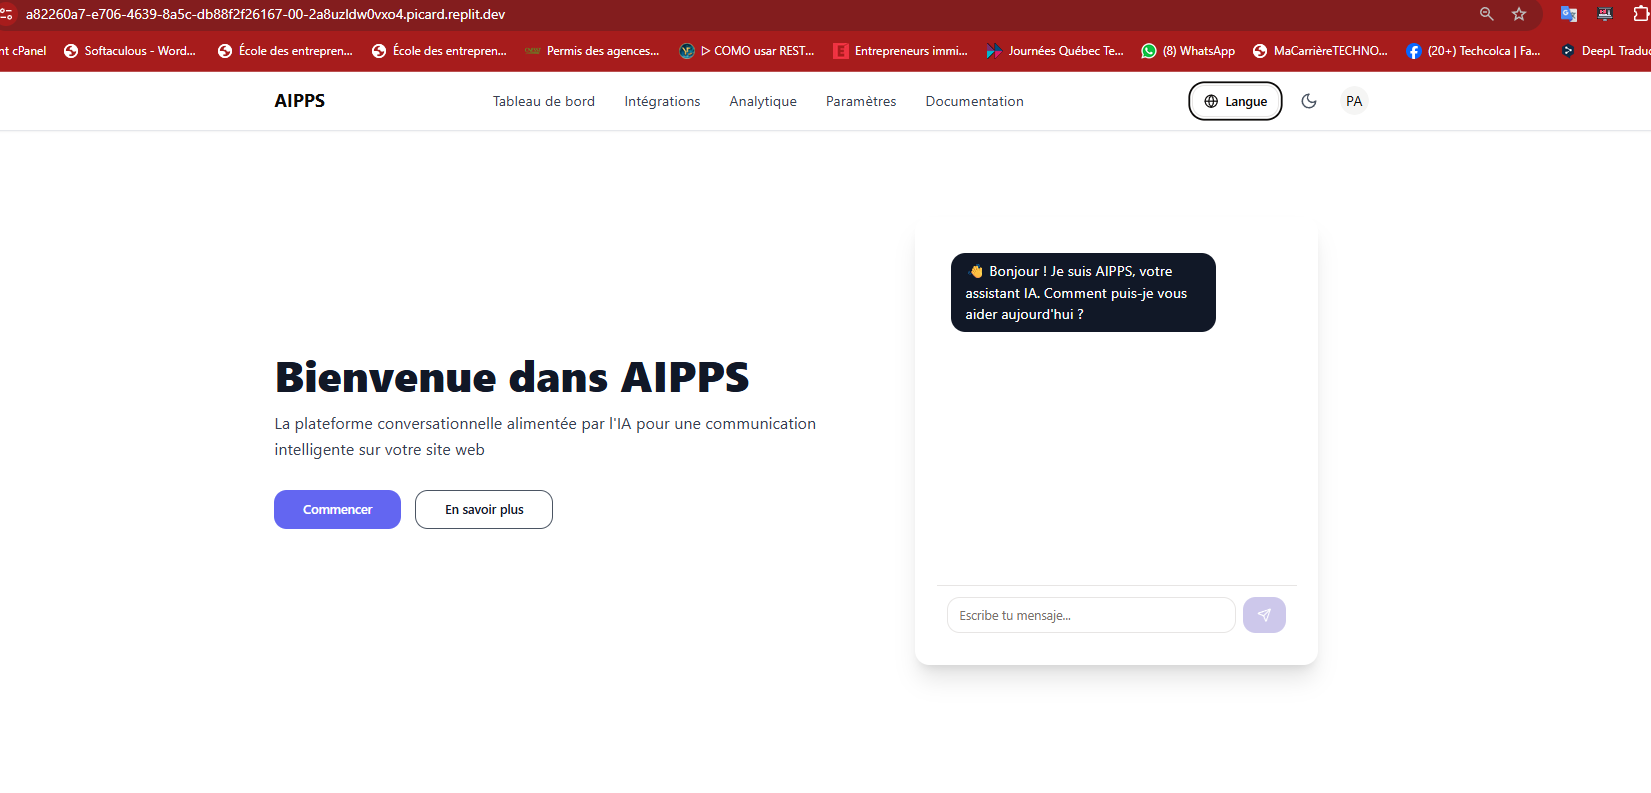 a82260a7-e706-4639-8a5c-db88f2f26167-00-2a8uzldw0vxo4.picard.replit.dev
nt cPanel Softaculous - Word... École des entrepren... École des entrepren... Permis des agences... ▷ COMO usar REST... Entrepreneurs immi... Journées Québec Te... (8) WhatsApp MaCarrièreTECHNO... (20+) Techcolca | Fa... DeepL Traduc
AIPPS Tableau de bord Intégrations Analytique Paramètres Documentation Langue PA
👋 Bonjour ! Je suis AIPPS, votre
assistant IA. Comment puis-je vous
aider aujourd'hui ?
Bienvenue dans AIPPS
La plateforme conversationnelle alimentée par l'IA pour une communication
intelligente sur votre site web
Commencer En savoir plus
Escribe tu mensaje...